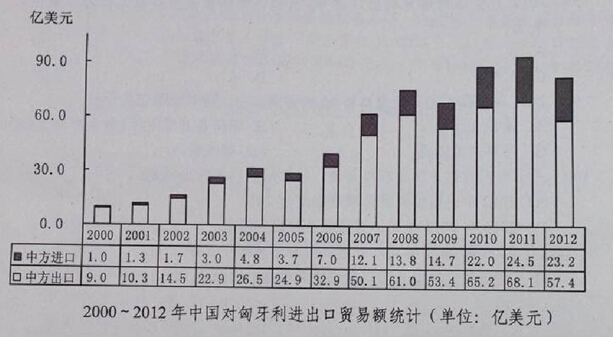 亿美元
90.0
60.0
30.0
0.0
2000 2001 2002 2003 2004 2005 2006 2007 2008 2009 2010 2011 2012
中方进口 1.0 1.3 1.7 3.0 4.8 3.7 7.0 12.1 13.8 14.7 22.0 24.5 23.2
中方出口 9.0 10.3 14.5 22.9 26.5 24.9 32.9 50.1 61.0 53.4 65.2 68.1 57.4
2000~2012年中国对匈牙利进出口贸易额统计(单位：亿美元)